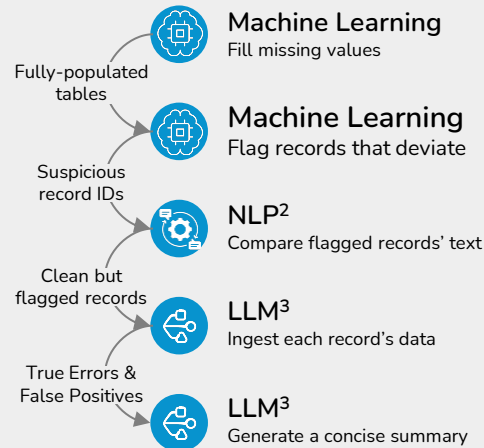 Machine Learning
Fill missing values
Fully-populated
tables
Machine Learning
Flag records that deviate
Suspicious
record IDs
NLP²
Compare flagged records’ text
Clean but
flagged records
LLM³
Ingest each record’s data
True Errors &
False Positives
LLM³
Generate a concise summary